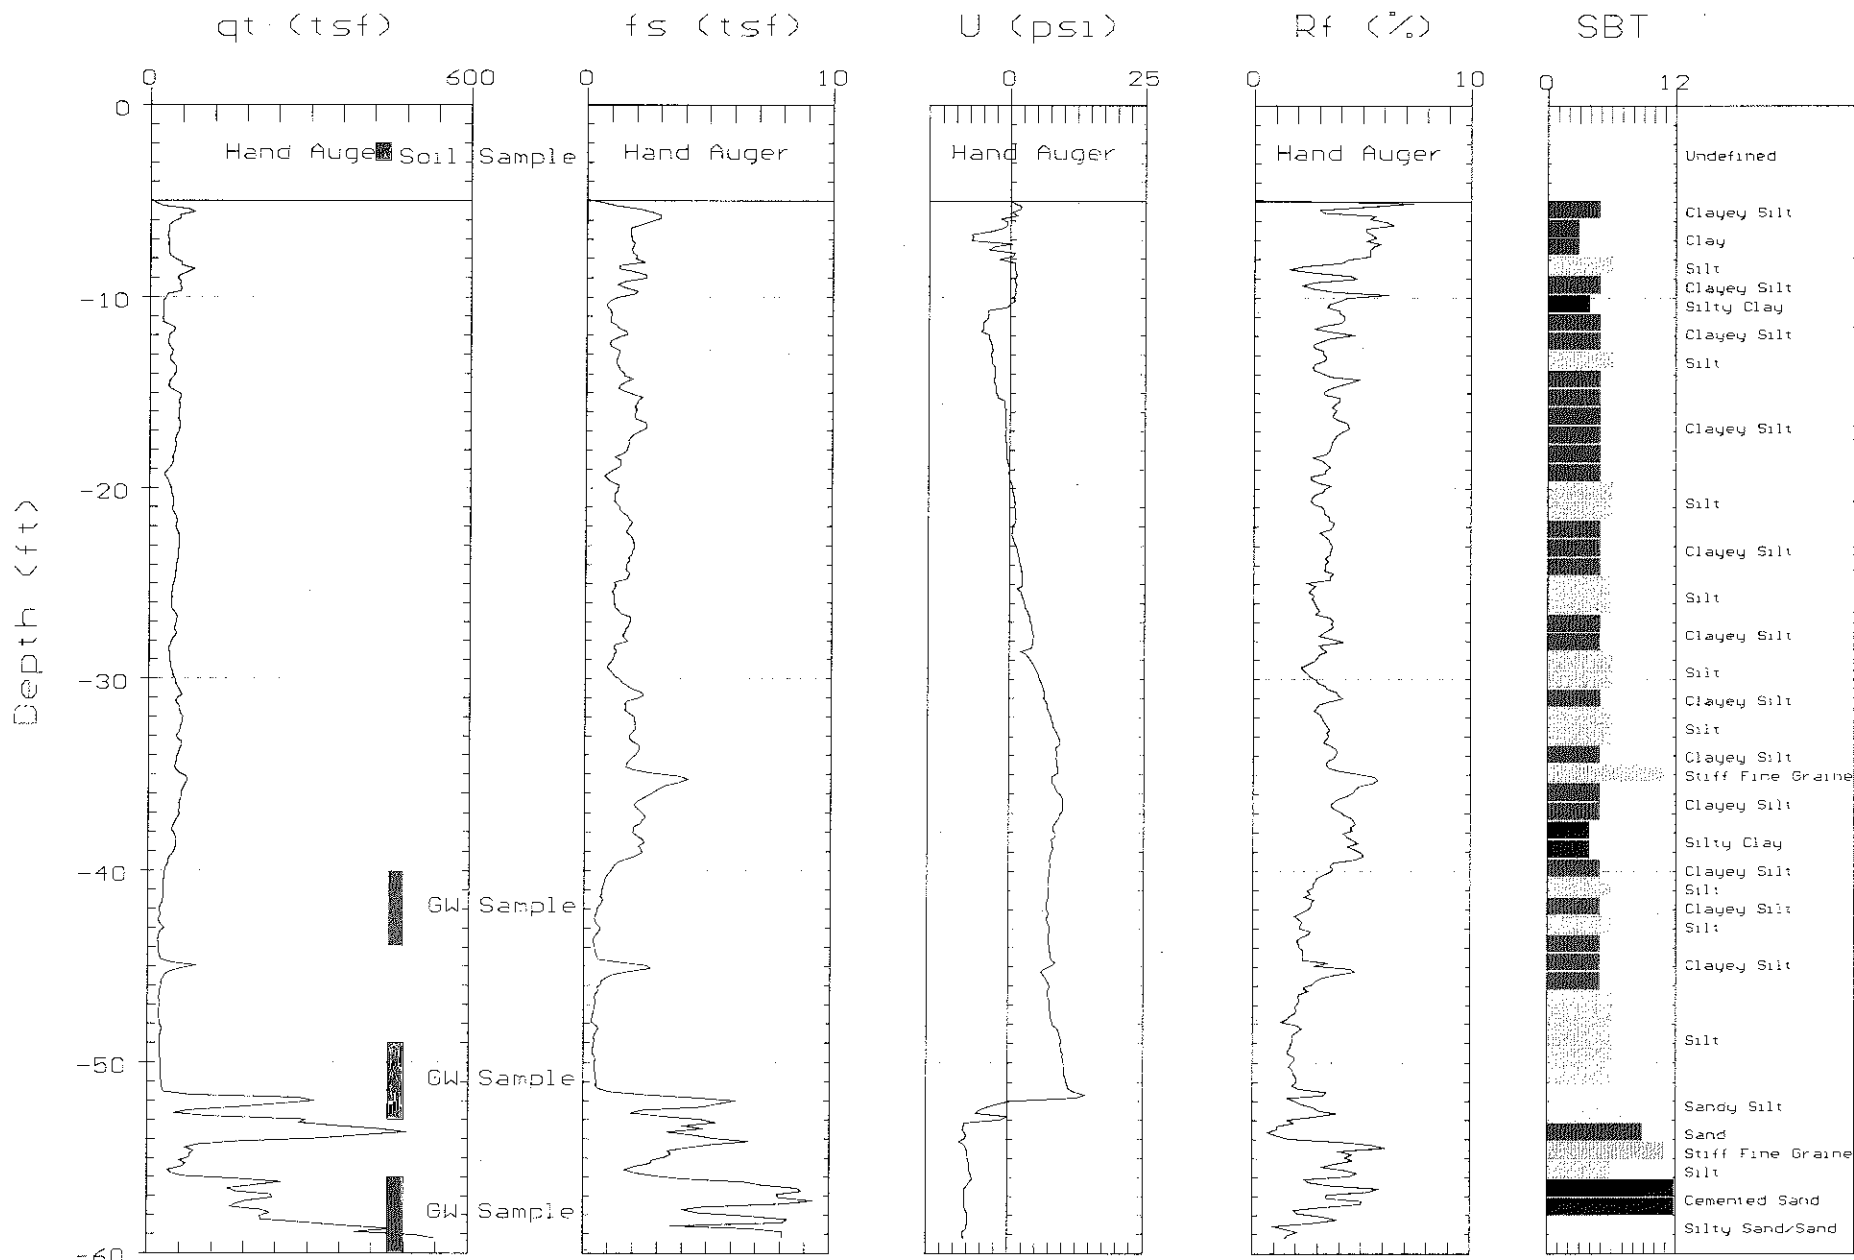 qt (tsf) fs (tsf) U (psi) Rf (%) SBT
0 600 0 10 0 25 0 10 0 12
0
Hand Auger Soil Sample Hand Auger Hand Auger Hand Auger Undefined
Clayey Silt
Clay
Silt
Clayey Silt
-10
Silty Clay
Clayey Silt
Silt
Clayey Silt
-20
Silt
Clayey Silt
Silt
Clayey Silt
-30
Silt
Clayey Silt
Silt
Clayey Silt
Stiff Fine Graine
Clayey Silt
Silty Clay
-40
Clayey Silt
Silt
GW Sample Clayey Silt
Silt
Clayey Silt
Silt
-50
GW Sample
Sandy Silt
Sand
Stiff Fine Graine
Silt
Cemented Sand
GW Sample
Silty Sand/Sand
-60
Depth (ft)